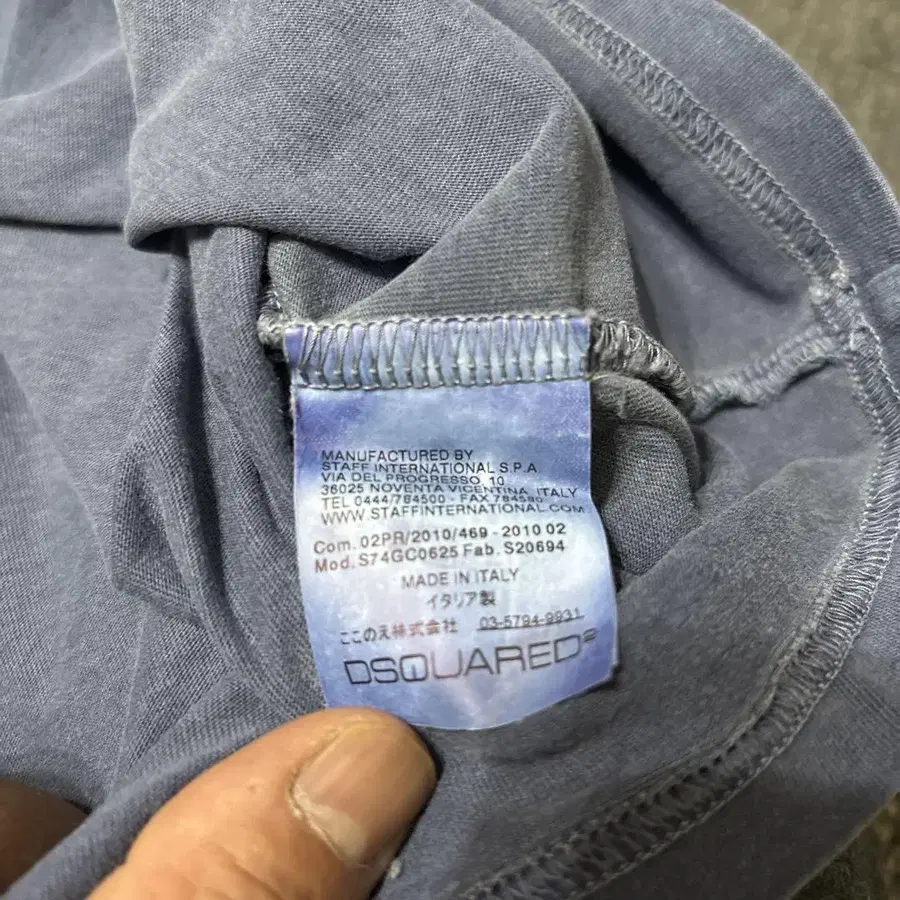 MANUFACTURED BY
STAFF INTERNATIONAL S.P.A.
VIA DEL PROGRESSO, 10
36025 NOVENTA VICENTINA, ITALY
TEL 0444/784500 - FAX 784580
WWW.STAFFINTERNATIONAL.COM
Com. 02PR/2010/469 - 2010 02
Mod. S74GC0625 Fab. S20694
MADE IN ITALY
イタリア製
ここのえ株式会社 03-5794-9931
DSQUARED²